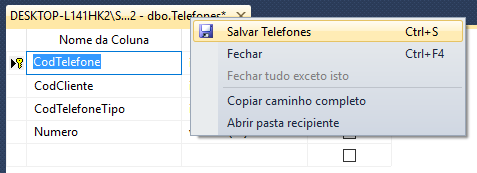 DESKTOP-L141HK2\S...2 - dbo.Telefones*
Salvar Telefones Ctrl+S
Nome da Coluna
Fechar Ctrl+F4
CodTelefone
Fechar tudo exceto isto
CodCliente
Copiar caminho completo
CodTelefoneTipo
Abrir pasta recipiente
Numero